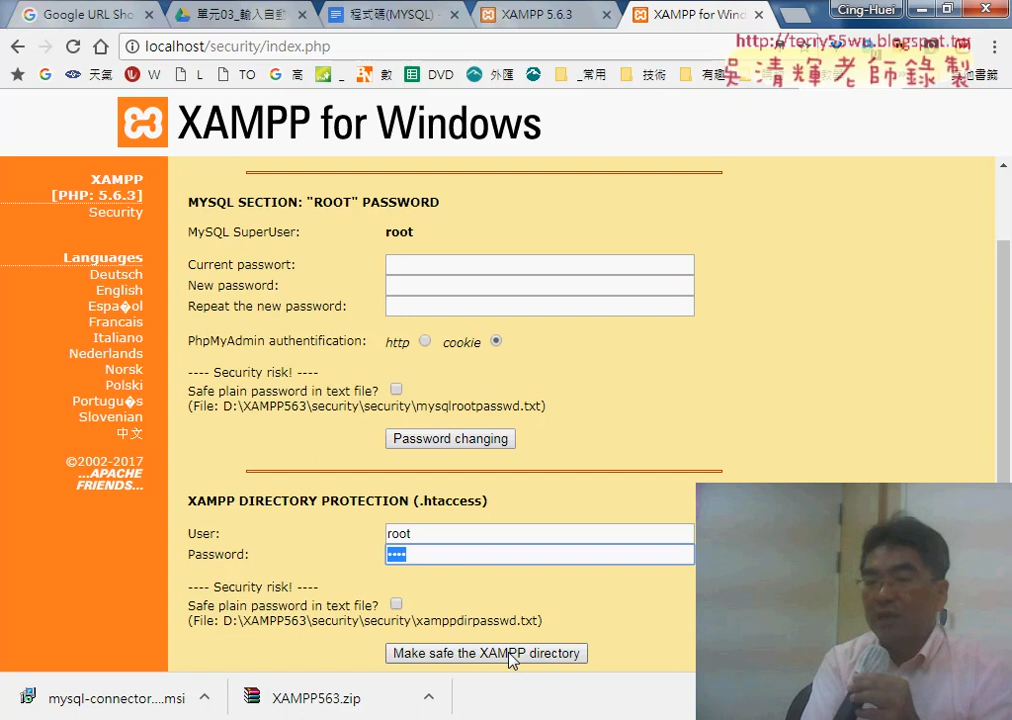 Google URL Sho
單元03_輸入自動
程式碼(MYSQL) -
XAMPP 5.6.3
XAMPP for Wind
Cing-Huei
localhost/security/index.php
http://terry55wu.blogspot.tw
吳清輝老師錄製
天氣
W
L
TO
高
_
數
DVD
外匯
_常用
技術
有趣
XAMPP for Windows
XAMPP
[PHP: 5.6.3]
Security
Languages
Deutsch
English
Espa�ol
Francais
Italiano
Nederlands
Norsk
Polski
Portugu�s
Slovenian
中文
©2002-2017
...APACHE
FRIENDS...
MYSQL SECTION: "ROOT" PASSWORD
MySQL SuperUser: root
Current passwort:
New password:
Repeat the new password:
PhpMyAdmin authentification: http cookie
---- Security risk! ----
Safe plain password in text file?
(File: D:\XAMPP563\security\security\mysqlrootpasswd.txt)
Password changing
XAMPP DIRECTORY PROTECTION (.htaccess)
User: root
Password: ••••
---- Security risk! ----
Safe plain password in text file?
(File: D:\XAMPP563\security\security\xamppdirpasswd.txt)
Make safe the XAMPP directory
mysql-connector....msi
XAMPP563.zip